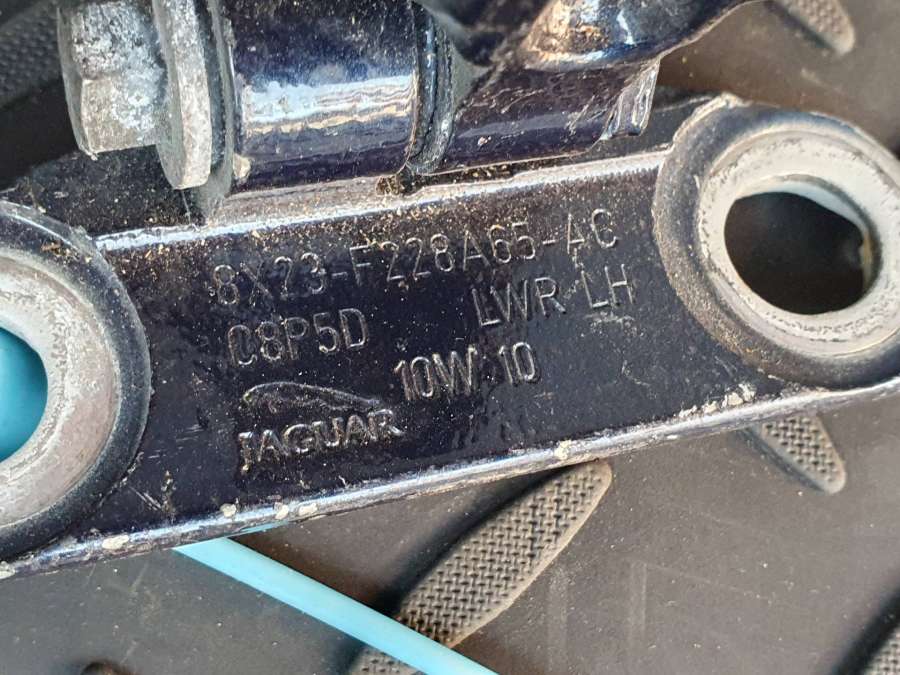 8X23-F228A65-AC
C8P5D LWR LH
10W 10
JAGUAR